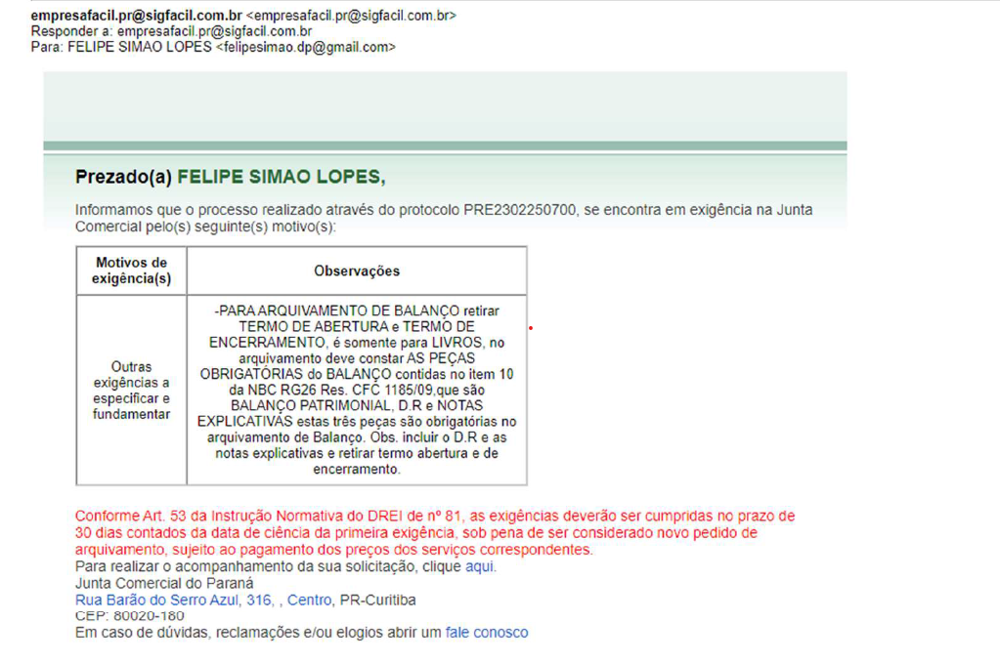 empresafacil.pr@sigfacil.com.br <empresafacil.pr@sigfacil.com.br>
Responder a: empresafacil.pr@sigfacil.com.br
Para: FELIPE SIMAO LOPES <felipesimao.dp@gmail.com>
Prezado(a) FELIPE SIMAO LOPES,
Informamos que o processo realizado através do protocolo PRE2302250700, se encontra em exigência na Junta
Comercial pelo(s) seguinte(s) motivo(s):
Motivos de
exigência(s)
Observações
Outras
exigências a
especificar e
fundamentar
-PARA ARQUIVAMENTO DE BALANÇO retirar
TERMO DE ABERTURA e TERMO DE
ENCERRAMENTO, é somente para LIVROS, no
arquivamento deve constar AS PEÇAS
OBRIGATÓRIAS do BALANÇO contidas no item 10
da NBC RG26 Res. CFC 1185/09,que são
BALANÇO PATRIMONIAL, D.R e NOTAS
EXPLICATIVAS estas três peças são obrigatórias no
arquivamento de Balanço. Obs. incluir o D.R e as
notas explicativas e retirar termo abertura e de
encerramento.
Conforme Art. 53 da Instrução Normativa do DREI de nº 81, as exigências deverão ser cumpridas no prazo de
30 dias contados da data de ciência da primeira exigência, sob pena de ser considerado novo pedido de
arquivamento, sujeito ao pagamento dos preços dos serviços correspondentes.
Para realizar o acompanhamento da sua solicitação, clique aqui.
Junta Comercial do Paraná
Rua Barão do Serro Azul, 316, , Centro, PR-Curitiba
CEP: 80020-180
Em caso de dúvidas, reclamações e/ou elogios abrir um fale conosco